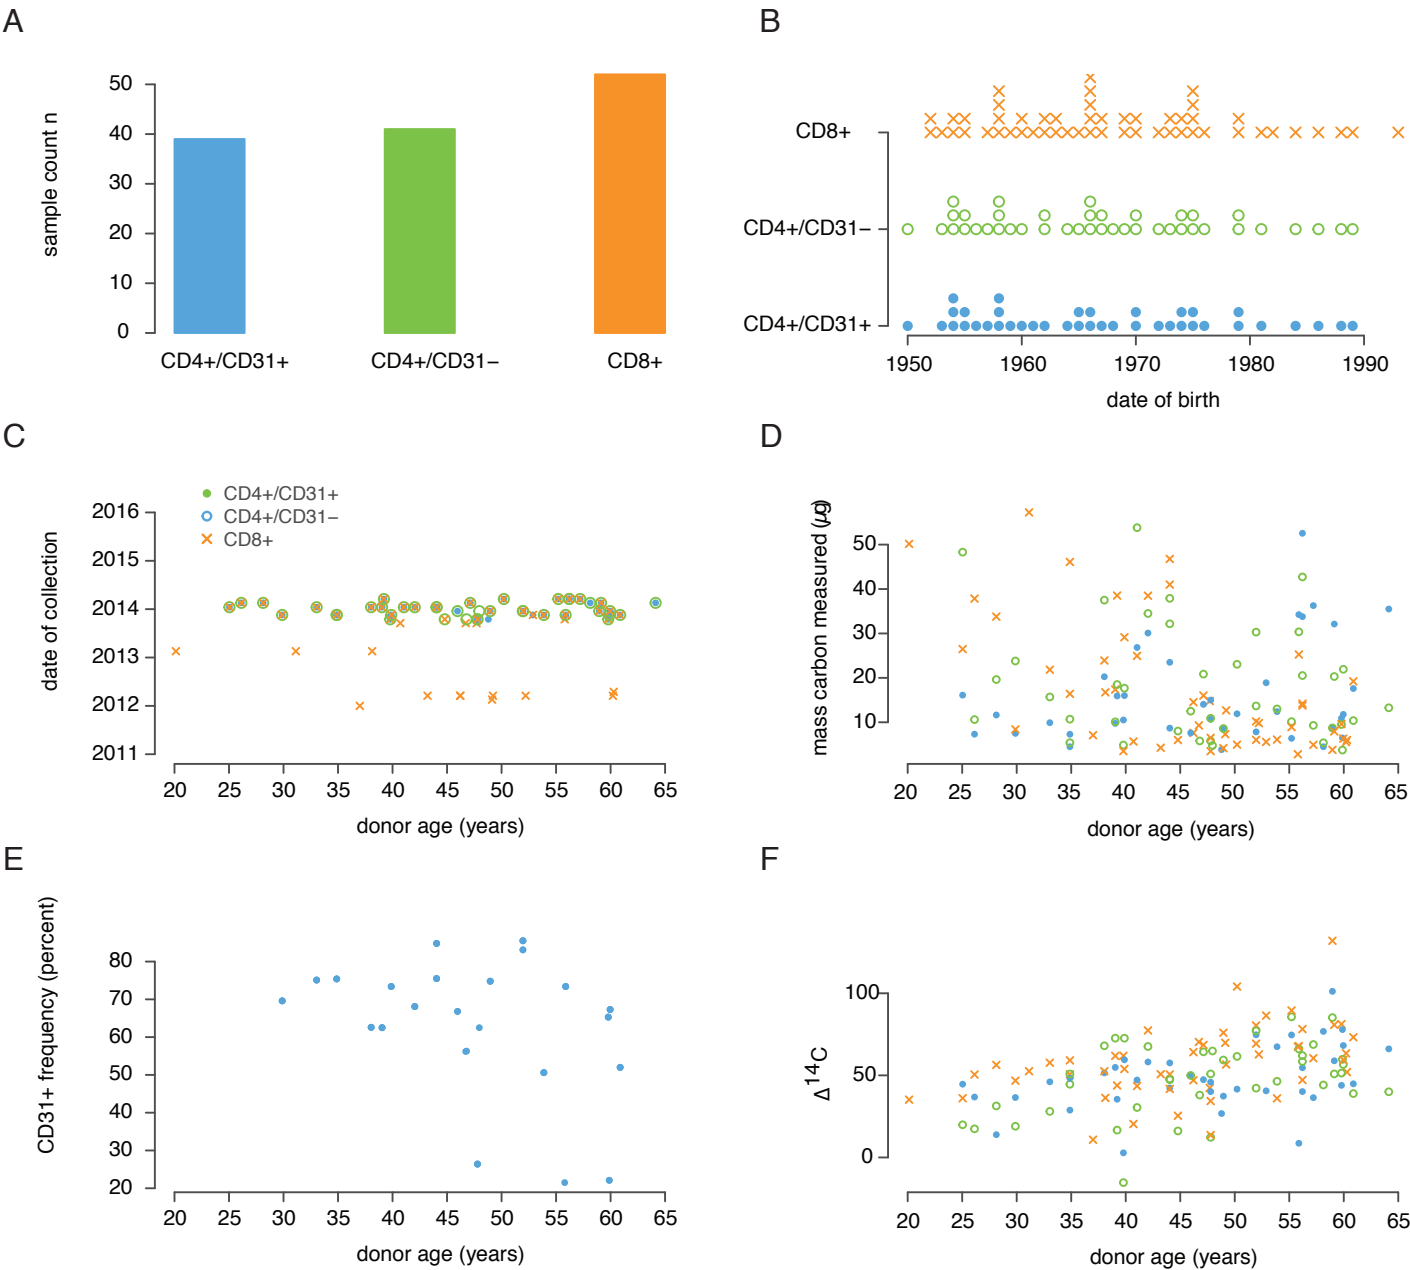 A
sample count n
50
40
30
20
10
0
CD4+/CD31+
CD4+/CD31−
CD8+
B
CD8+
CD4+/CD31−
CD4+/CD31+
1950
1960
1970
1980
1990
date of birth
C
date of collection
2016
2015
2014
2013
2012
2011
CD4+/CD31+
CD4+/CD31−
CD8+
20 25 30 35 40 45 50 55 60 65
donor age (years)
D
mass carbon measured (µg)
50
40
30
20
10
20 25 30 35 40 45 50 55 60 65
donor age (years)
E
CD31+ frequency (percent)
80
70
60
50
40
30
20
20 25 30 35 40 45 50 55 60 65
donor age (years)
F
Δ14C
100
50
0
20 25 30 35 40 45 50 55 60 65
donor age (years)